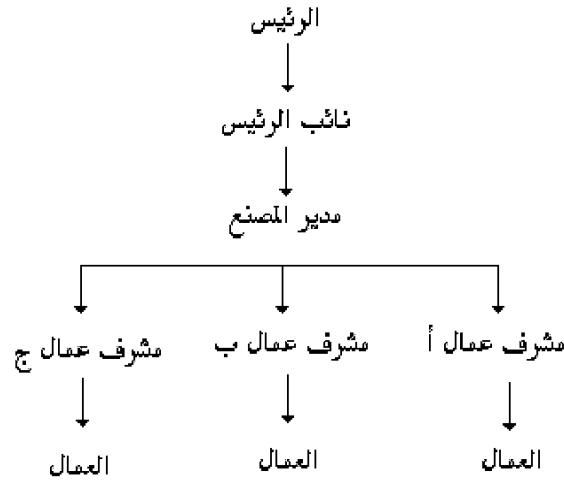 الرئيس
نائب الرئيس
مدير المصنع
مشرف عمال أ
مشرف عمال ب
مشرف عمال ج
العمال
العمال
العمال